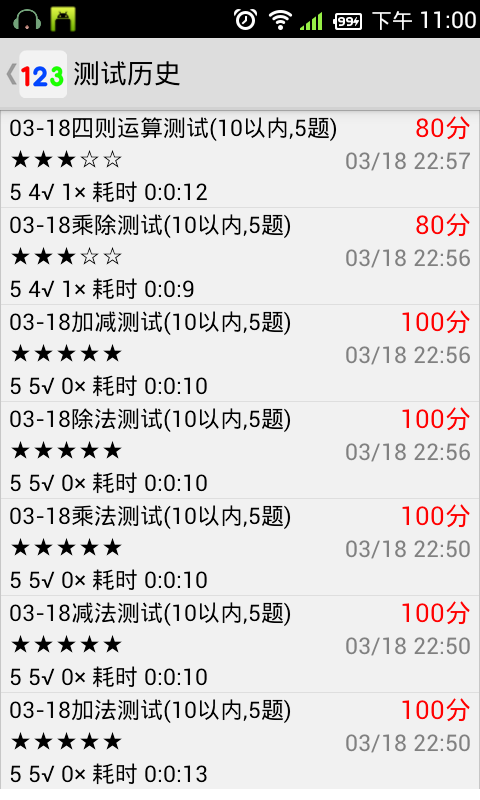 99+ 下午 11:00
123 测试历史
03-18四则运算测试(10以内,5题) 80分
★★★☆☆ 03/18 22:57
5 4√ 1× 耗时 0:0:12
03-18乘除测试(10以内,5题) 80分
★★★☆☆ 03/18 22:56
5 4√ 1× 耗时 0:0:9
03-18加减测试(10以内,5题) 100分
★★★★★ 03/18 22:56
5 5√ 0× 耗时 0:0:10
03-18除法测试(10以内,5题) 100分
★★★★★ 03/18 22:56
5 5√ 0× 耗时 0:0:10
03-18乘法测试(10以内,5题) 100分
★★★★★ 03/18 22:50
5 5√ 0× 耗时 0:0:10
03-18减法测试(10以内,5题) 100分
★★★★★ 03/18 22:50
5 5√ 0× 耗时 0:0:10
03-18加法测试(10以内,5题) 100分
★★★★★ 03/18 22:50
5 5√ 0× 耗时 0:0:13